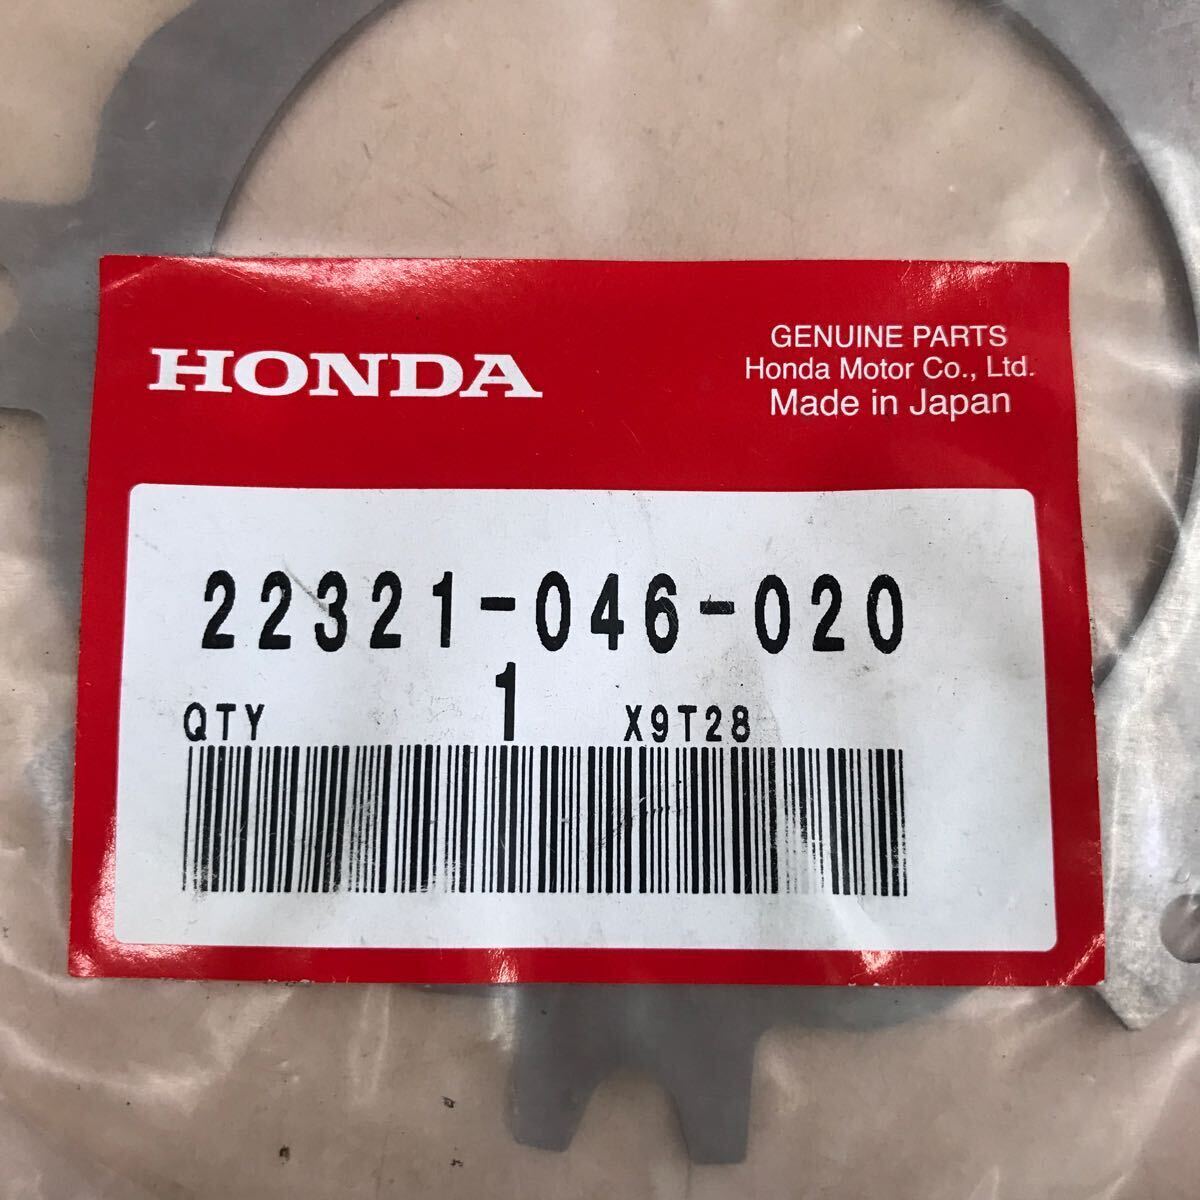 HONDA
GENUINE PARTS
Honda Motor Co., Ltd.
Made in Japan
22321-046-020
QTY 1 X9T28